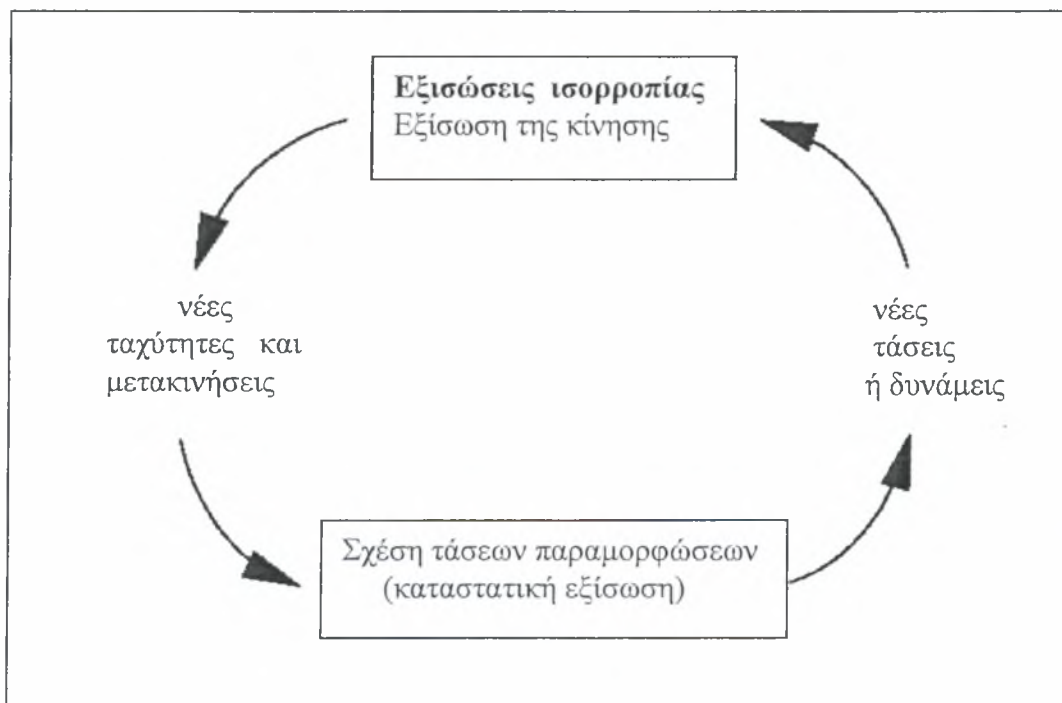 Εξισώσεις ισορροπίας
Εξίσωση της κίνησης
νέες
ταχύτητες και
μετακινήσεις
νέες
τάσεις
ή δυνάμεις
Σχέση τάσεων παραμορφώσεων
(καταστατική εξίσωση)